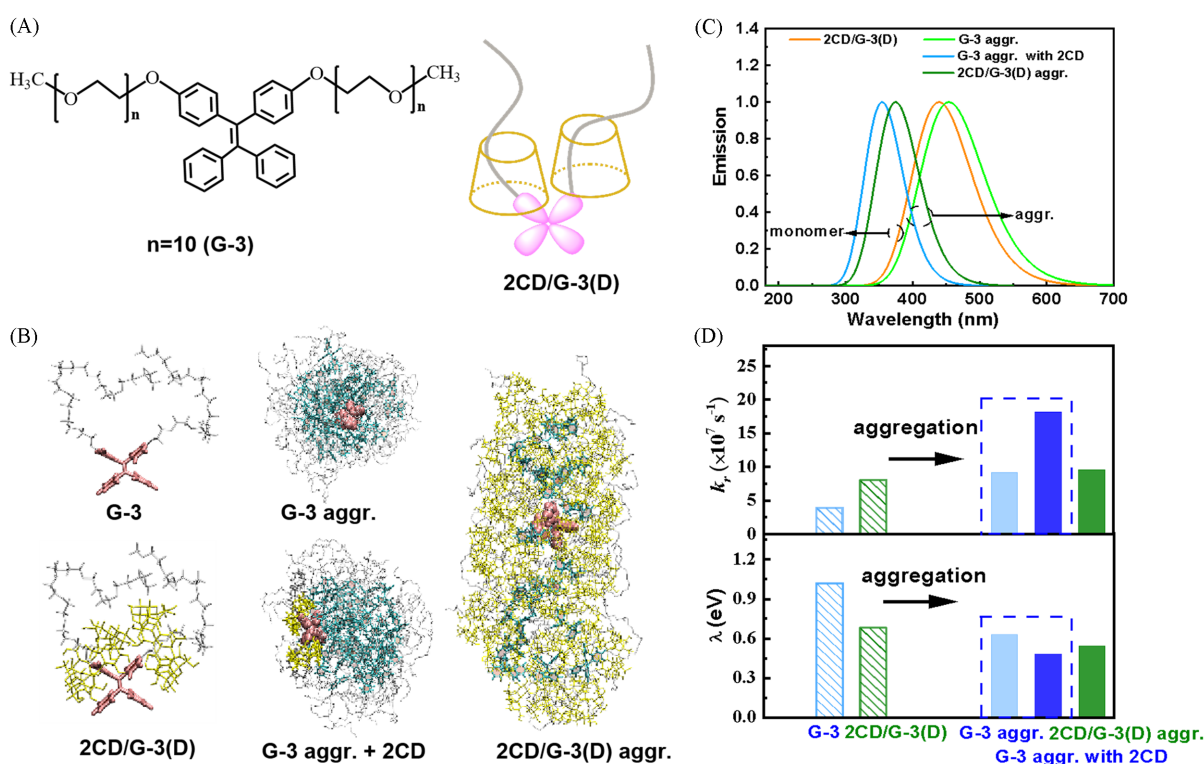 (A)
H₃C
O
n
O
O
O
n
CH₃
n=10 (G-3)
2CD/G-3(D)
(B)
G-3
G-3 aggr.
2CD/G-3(D)
G-3 aggr. + 2CD
2CD/G-3(D) aggr.
(C)
2CD/G-3(D)
G-3 aggr.
G-3 aggr. with 2CD
2CD/G-3(D) aggr.
Emission
1.4
1.2
1.0
0.8
0.6
0.4
0.2
0.0
monomer
aggr.
200 300 400 500 600 700
Wavelength (nm)
(D)
kr (×10⁷ s⁻¹)
25
20
15
10
5
0
aggregation
λ (eV)
1.2
0.9
0.6
0.3
0.0
aggregation
G-3 2CD/G-3(D) G-3 aggr. 2CD/G-3(D) aggr.
G-3 aggr. with 2CD